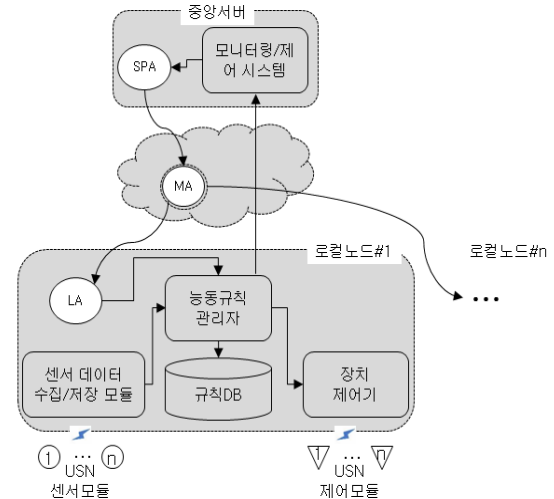 중앙서버
SPA
모니터링/제
어 시스템
MA
로컬노드#1
로컬노드#n
...
LA
능동규칙
관리자
센서 데이터
수집/저장 모듈
규칙DB
장치
제어기
1 ... n
USN
센서모듈
1 ... n
USN
제어모듈